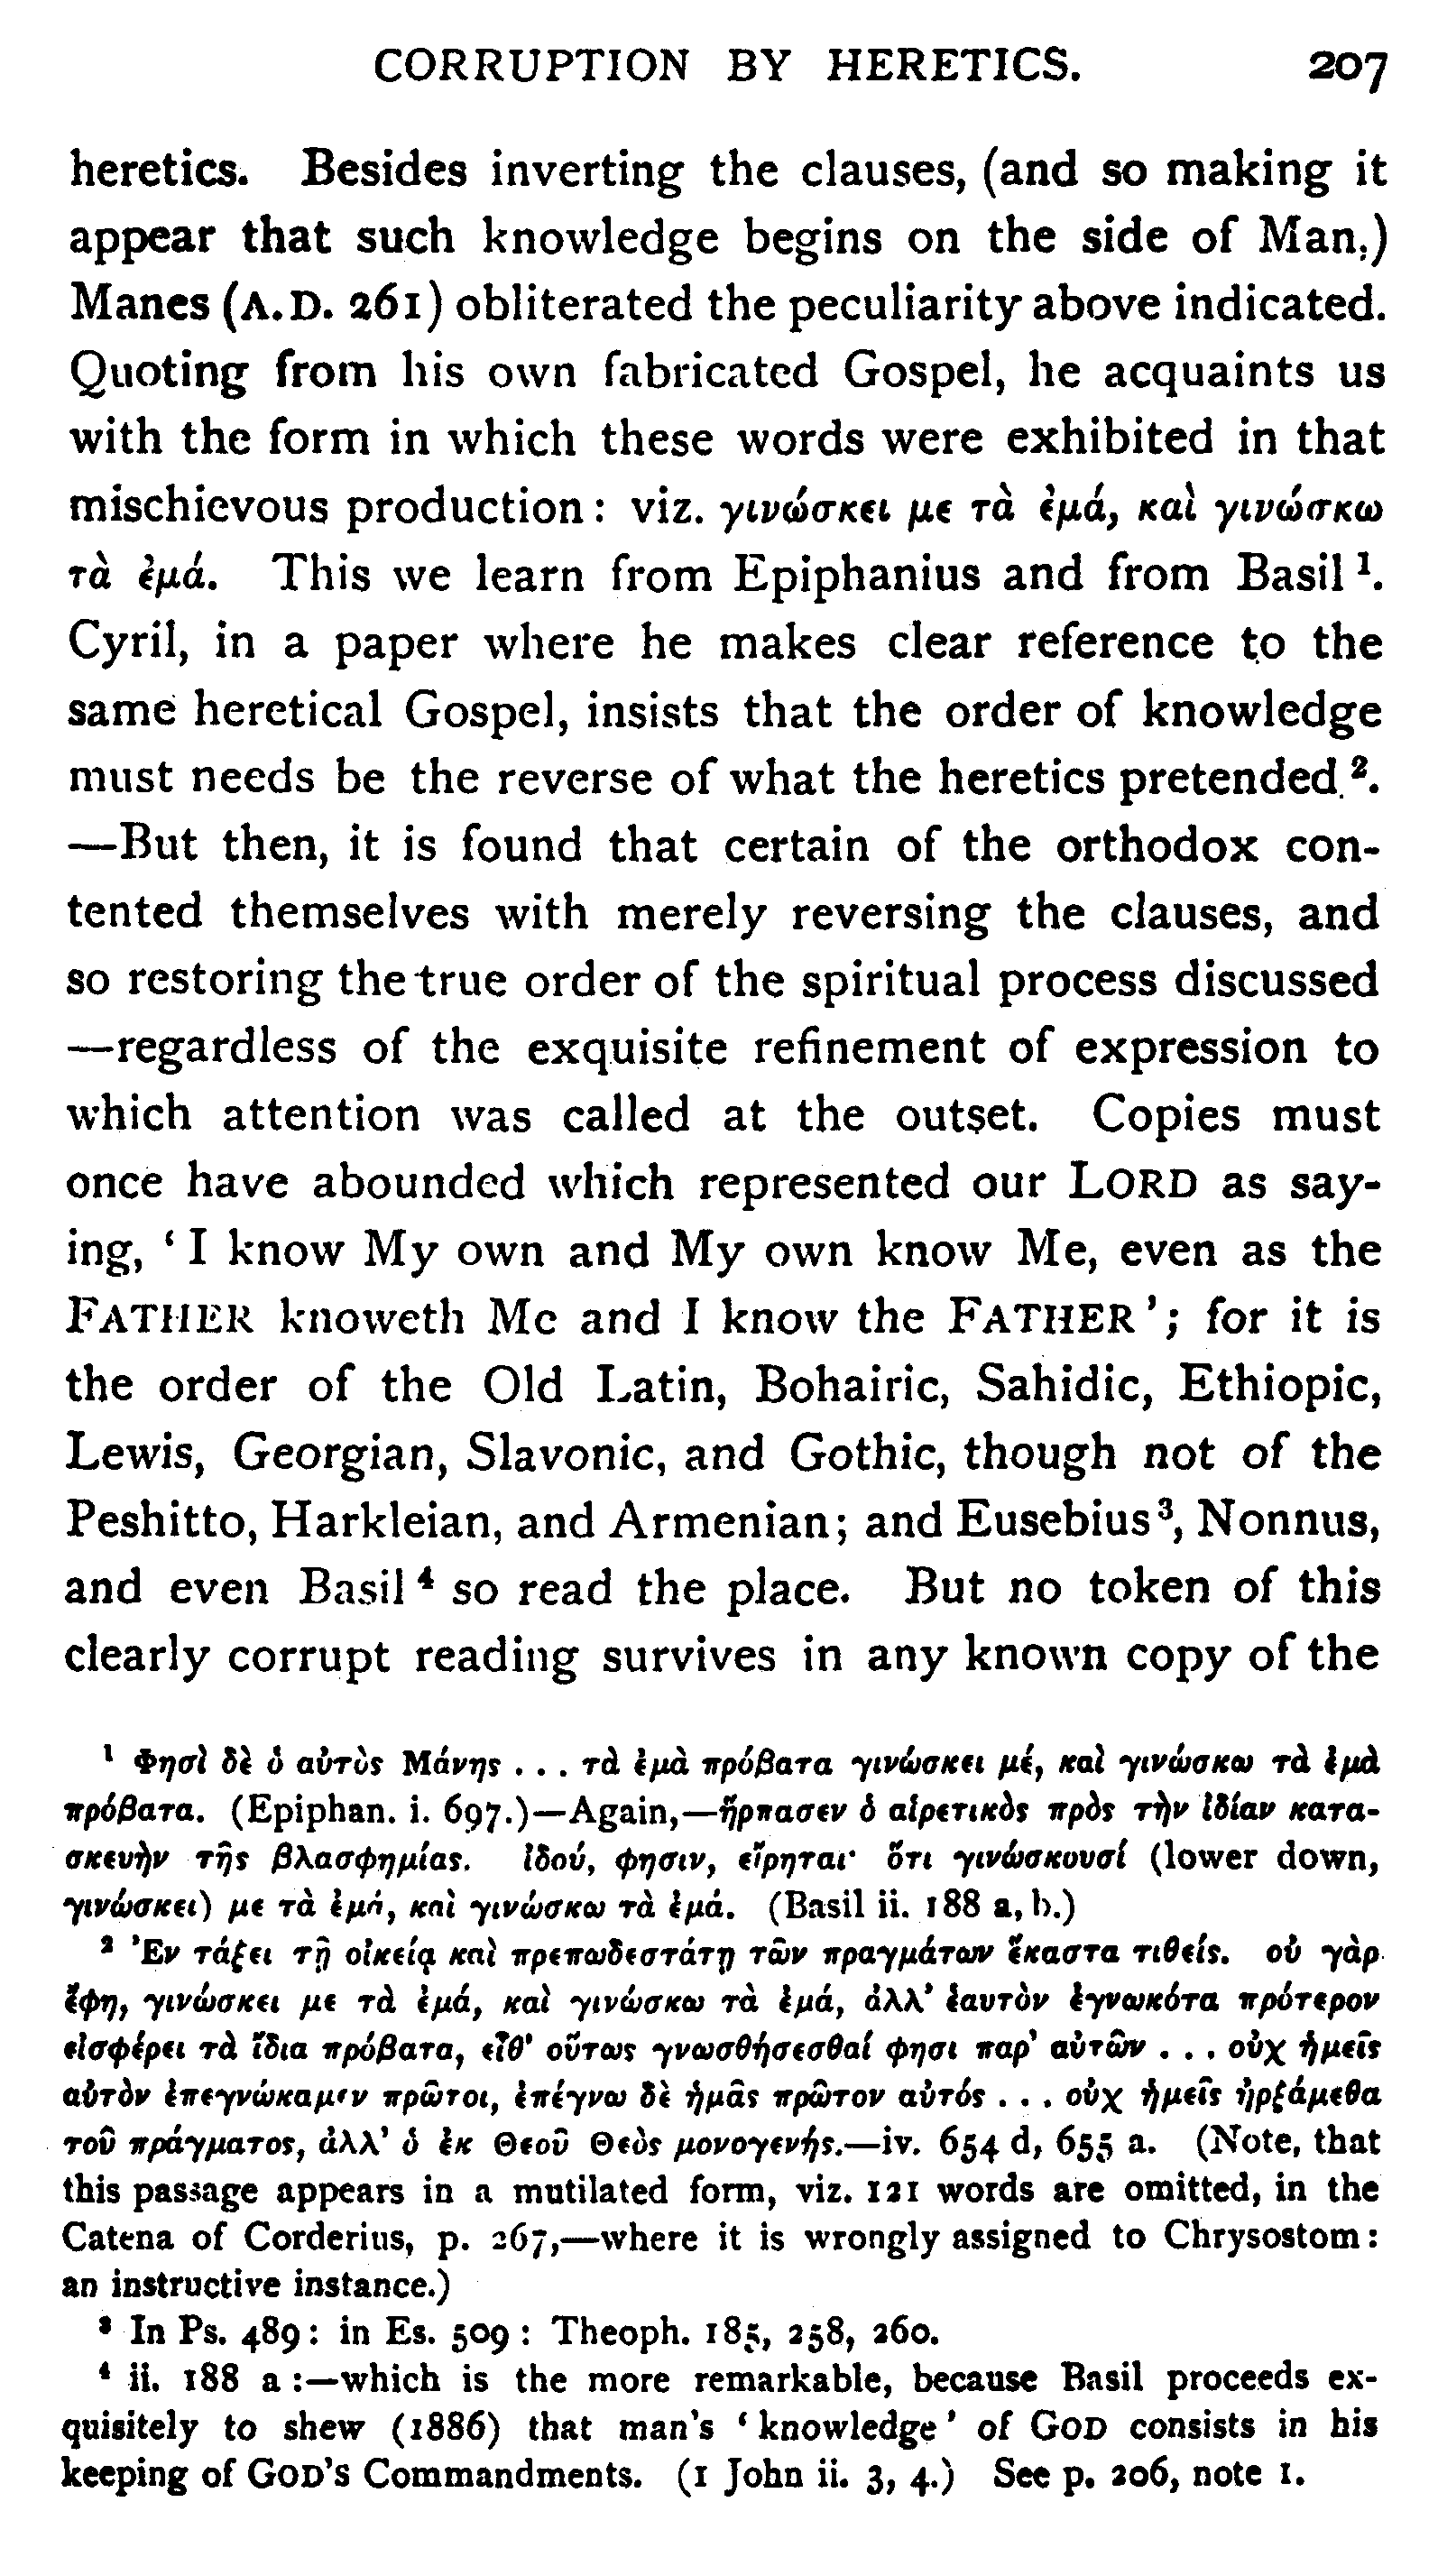 CORRUPTION BY HERETICS. 207
heretics. Besides inverting the clauses, (and so making it
appear that such knowledge begins on the side of Man,)
Manes (A.D. 261) obliterated the peculiarity above indicated.
Quoting from his own fabricated Gospel, he acquaints us
with the form in which these words were exhibited in that
mischievous production: viz. γινώσκει με τὰ ἐμά, καὶ γινώσκω
τὰ ἐμά. This we learn from Epiphanius and from Basil ¹.
Cyril, in a paper where he makes clear reference to the
same heretical Gospel, insists that the order of knowledge
must needs be the reverse of what the heretics pretended ².
—But then, it is found that certain of the orthodox con-
tented themselves with merely reversing the clauses, and
so restoring the true order of the spiritual process discussed
—regardless of the exquisite refinement of expression to
which attention was called at the outset. Copies must
once have abounded which represented our LORD as say-
ing, ‘ I know My own and My own know Me, even as the
FATHER knoweth Me and I know the FATHER ’; for it is
the order of the Old Latin, Bohairic, Sahidic, Ethiopic,
Lewis, Georgian, Slavonic, and Gothic, though not of the
Peshitto, Harkleian, and Armenian; and Eusebius ³, Nonnus,
and even Basil ⁴ so read the place. But no token of this
clearly corrupt reading survives in any known copy of the
¹ Φησὶ δὲ ὁ αὐτὸς Μάνης . . . τὰ ἐμὰ πρόβατα γινώσκει μέ, καὶ γινώσκω τὰ ἐμὰ
πρόβατα. (Epiphan. i. 697.)—Again,—ἥρπασεν ὁ αἱρετικὸς πρὸς τὴν ἰδίαν κατα-
σκευὴν τῆς βλασφημίας. ἰδού, φησιν, εἴρηται· ὅτι γινώσκουσί (lower down,
γινώσκει) με τὰ ἐμά, καὶ γινώσκω τὰ ἐμά. (Basil ii. 188 a, b.)
² Ἐν τάξει τῇ οἰκείᾳ καὶ πρεπωδεστάτῃ τῶν πραγμάτων ἕκαστα τιθείς. οὐ γὰρ
ἔφη, γινώσκει με τὰ ἐμά, καὶ γινώσκω τὰ ἐμά, ἀλλ’ ἑαυτὸν ἐγνωκότα πρότερον
εἰσφέρει τὰ ἴδια πρόβατα, εἶθ’ οὕτως γνωσθήσεσθαί φησι παρ’ αὐτῶν . . . οὐχ ἡμεῖς
αὐτὸν ἐπεγνώκαμεν πρῶτοι, ἐπέγνω δὲ ἡμᾶς πρῶτον αὐτός . . . οὐχ ἡμεῖς ἠρξάμεθα
τοῦ πράγματος, ἀλλ’ ὁ ἐκ Θεοῦ Θεὸς μονογενής.—iv. 654 d, 655 a. (Note, that
this passage appears in a mutilated form, viz. 121 words are omitted, in the
Catena of Corderius, p. 267,—where it is wrongly assigned to Chrysostom:
an instructive instance.)
³ In Ps. 489: in Es. 509: Theoph. 185, 258, 260.
⁴ ii. 188 a:—which is the more remarkable, because Basil proceeds ex-
quisitely to shew (1886) that man's ‘ knowledge ’ of GOD consists in his
keeping of GOD'S Commandments. (1 John ii. 3, 4.) See p. 206, note 1.